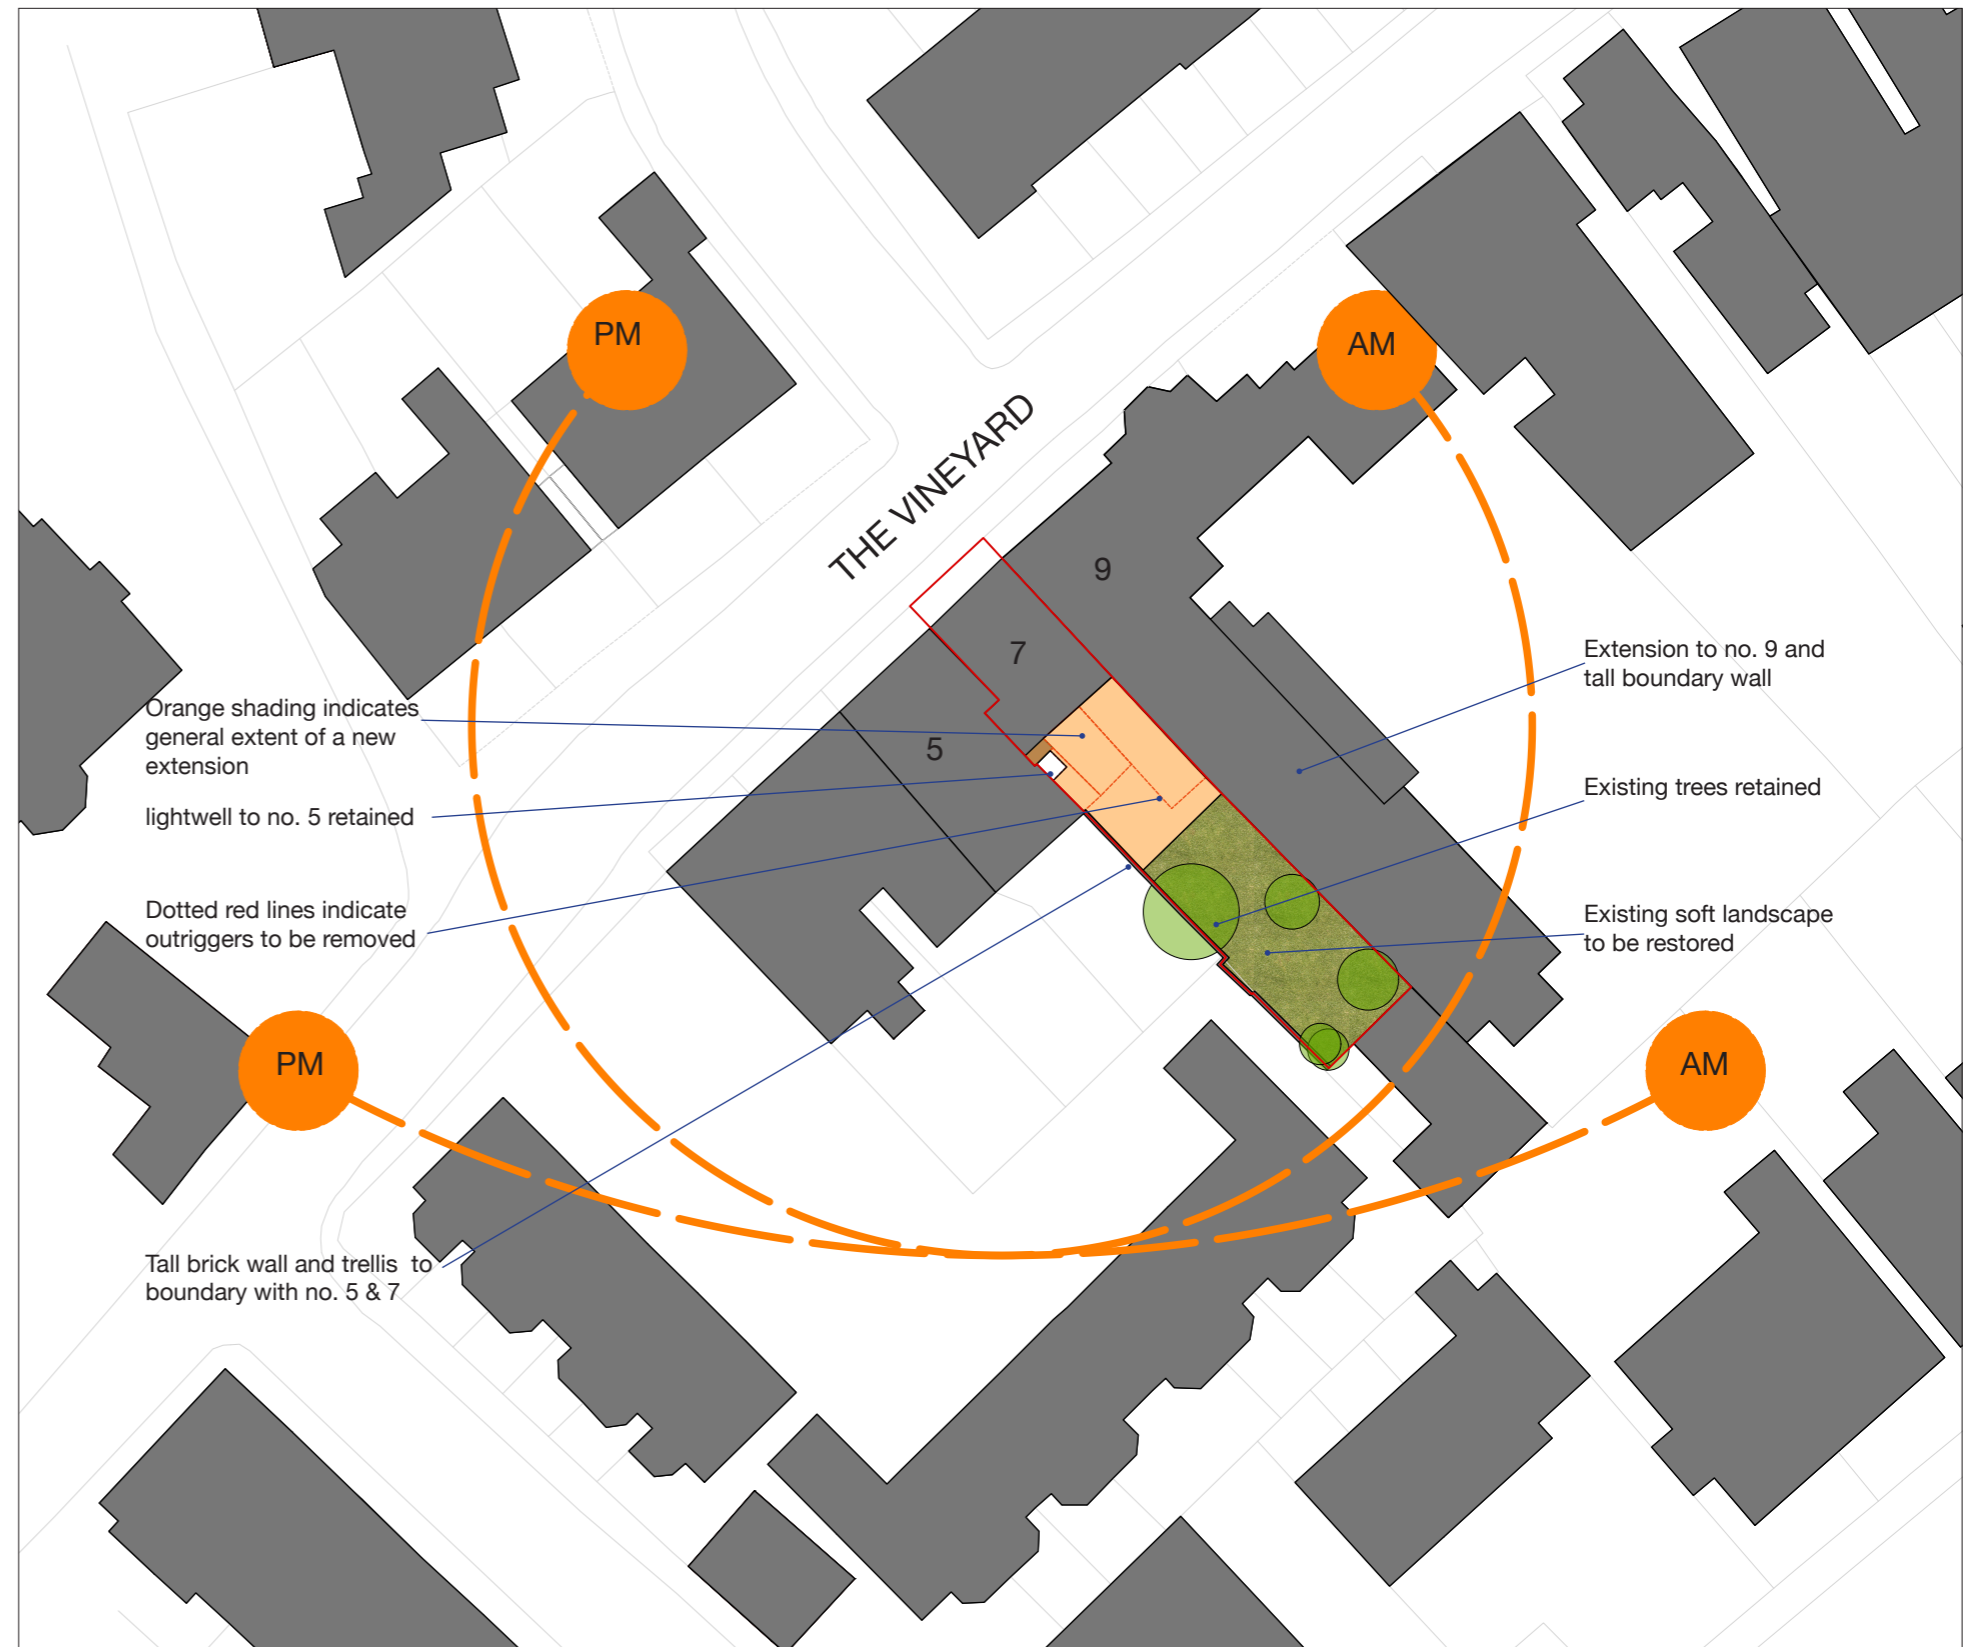 PM
AM
THE VINEYARD
9
7
5
Extension to no. 9 and
tall boundary wall
Orange shading indicates
general extent of a new
extension
Existing trees retained
lightwell to no. 5 retained
Dotted red lines indicate
outriggers to be removed
Existing soft landscape
to be restored
PM
AM
Tall brick wall and trellis to
boundary with no. 5 & 7